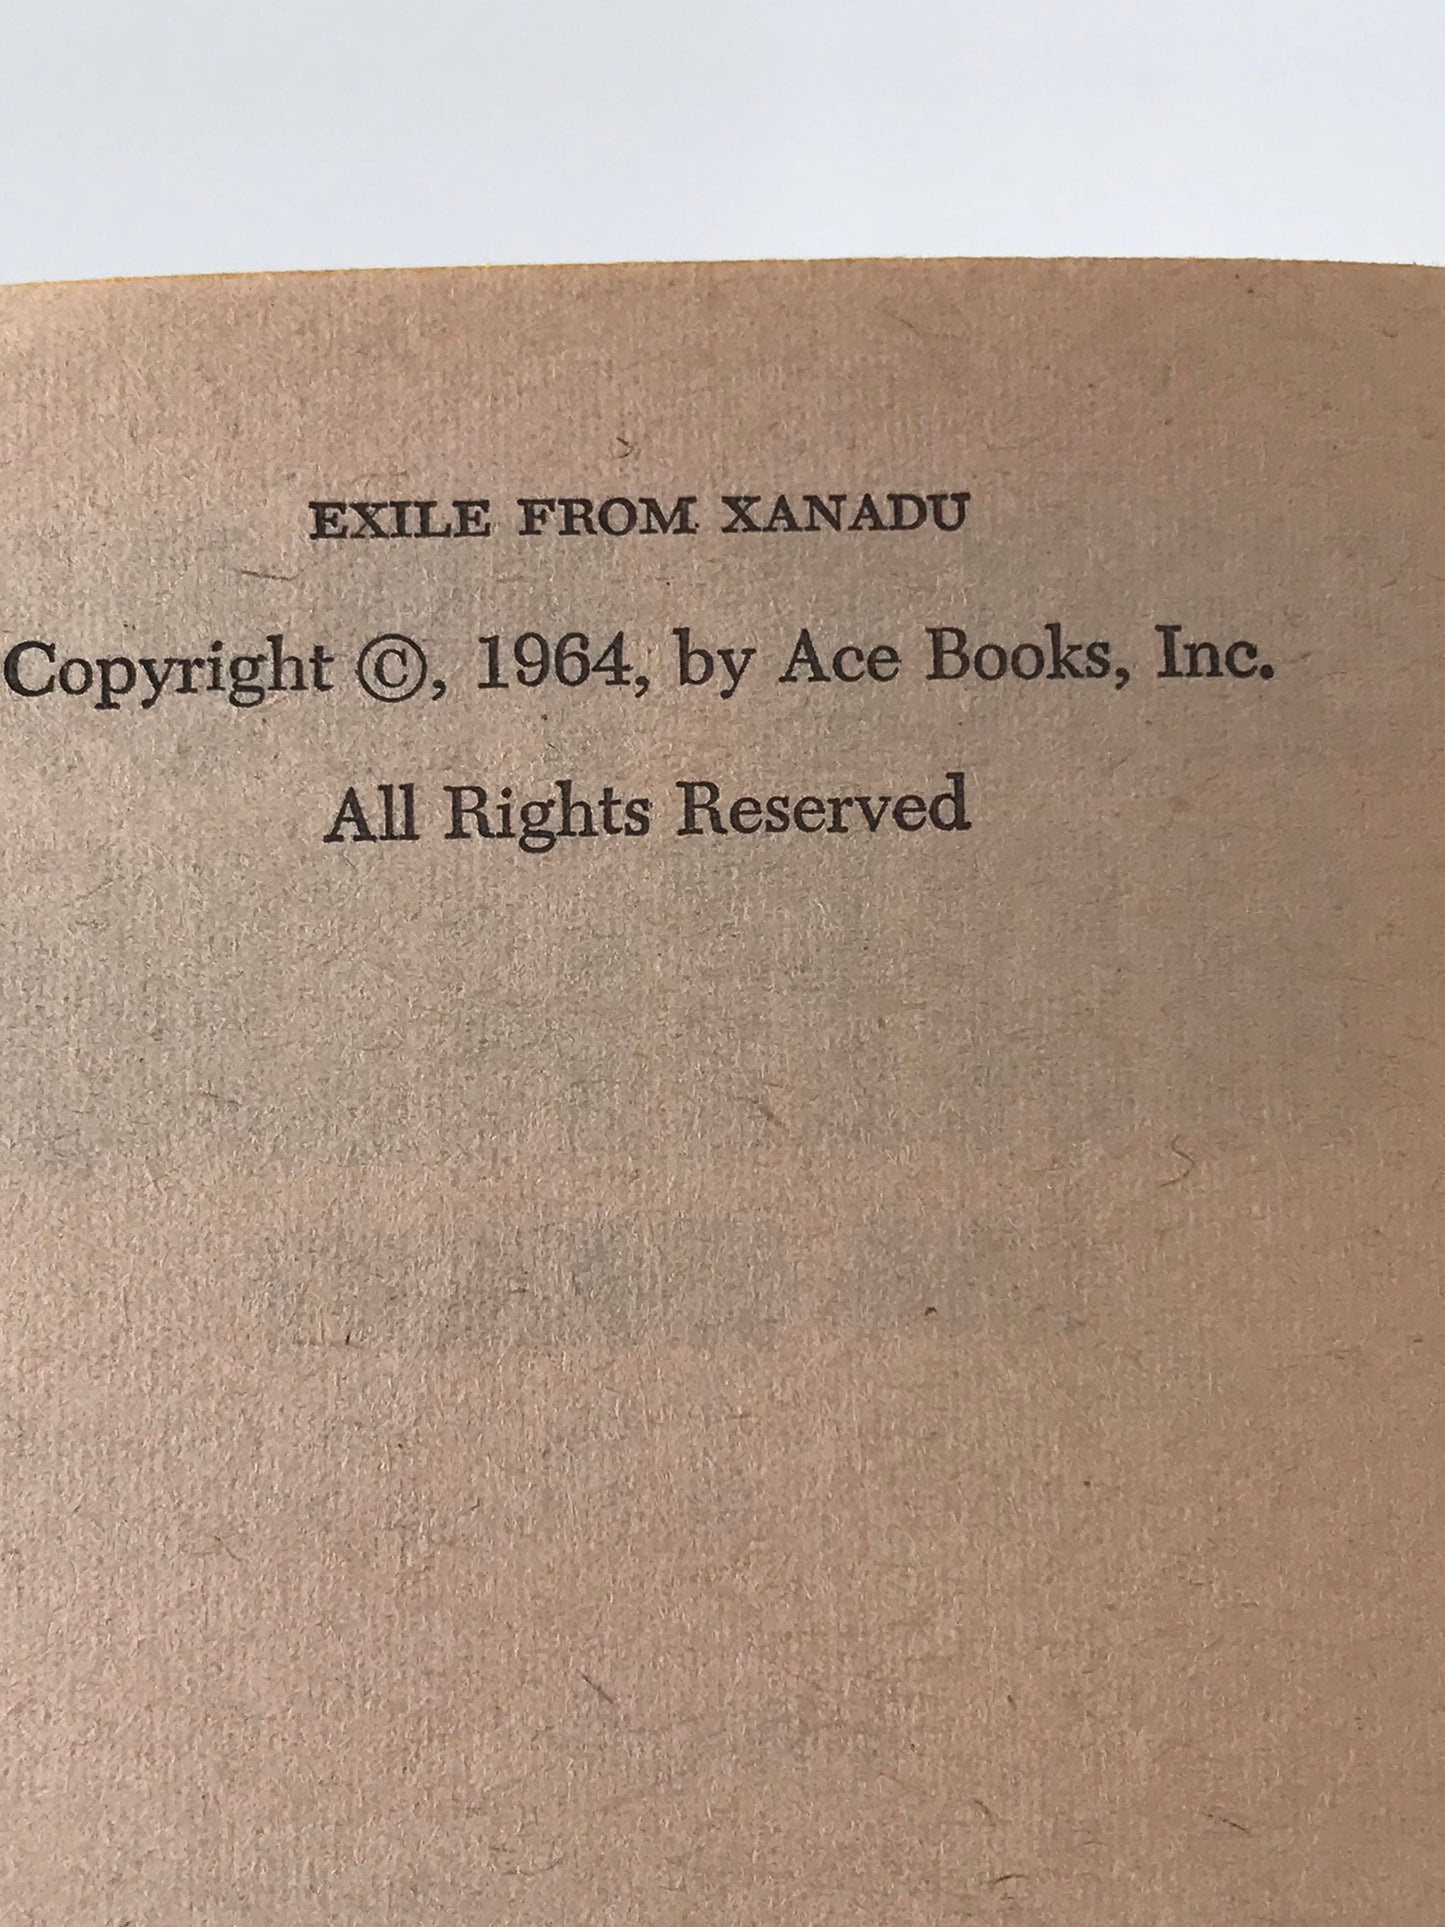 EXILE FROM XANADU
Copyright ©, 1964, by Ace Books, Inc.
All Rights Reserved